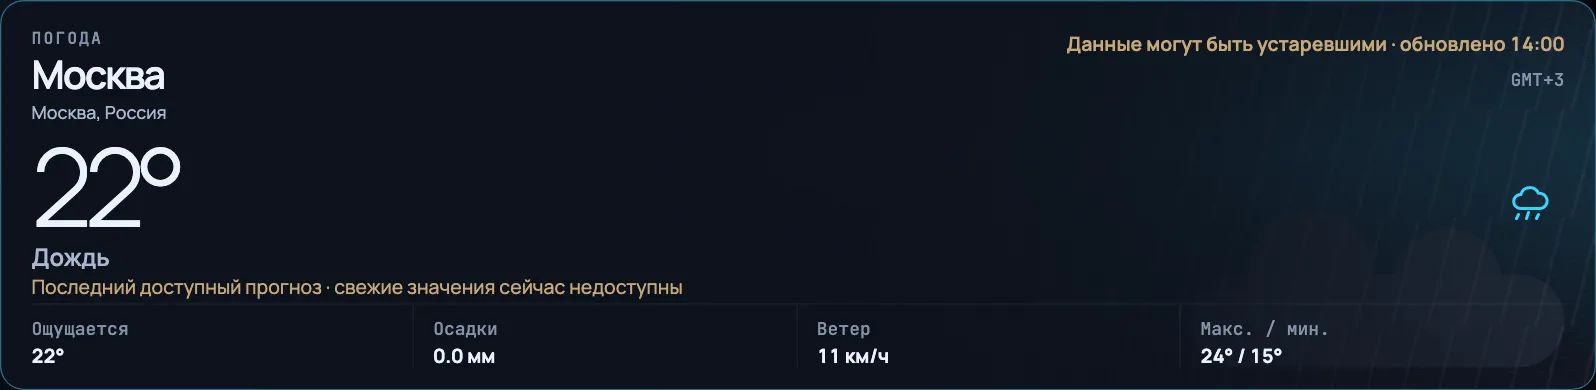 ПОГОДА
Данные могут быть устаревшими · обновлено 14:00
Москва
GMT+3
Москва, Россия
22°
Дождь
Последний доступный прогноз · свежие значения сейчас недоступны
Ощущается
22°
Осадки
0.0 мм
Ветер
11 км/ч
Макс. / мин.
24° / 15°